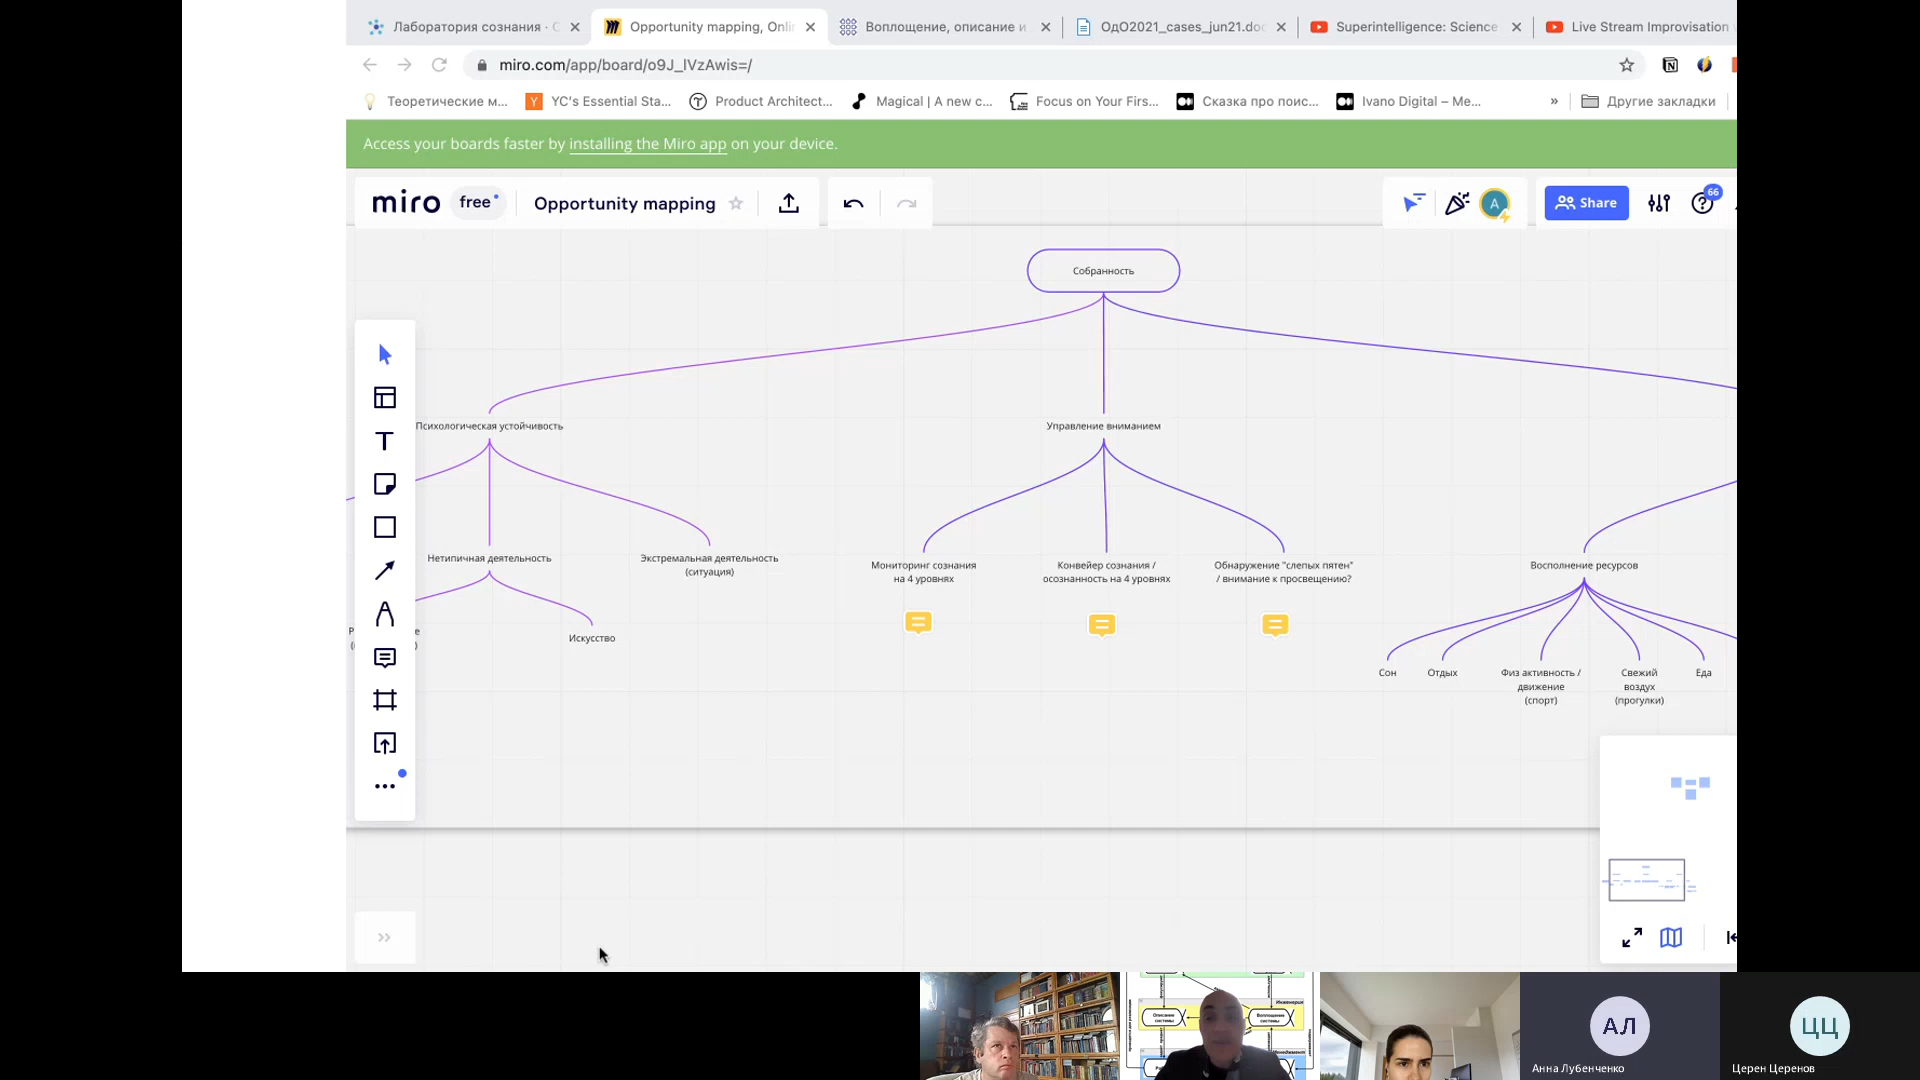 Лаборатория сознания · С
Opportunity mapping, Onli
Воплощение, описание и
ОдО2021_cases_jun21.doc
Superintelligence: Science
Live Stream Improvisation
miro.com/app/board/o9J_lVzAwis=/
Теоретические м...
YC's Essential Sta...
Product Architect...
Magical | A new c...
Focus on Your Firs...
Сказка про поис...
Ivano Digital – Me...
»
Другие закладки
Access your boards faster by installing the Miro app on your device.
miro free
Opportunity mapping
A
Share
66
Собранность
Психологическая устойчивость
Управление вниманием
Нетипичная деятельность
Экстремальная деятельность
(ситуация)
Мониторинг сознания
на 4 уровнях
Конвейер сознания /
осознанность на 4 уровнях
Обнаружение "слепых пятен"
/ внимание к просвещению?
Восполнение ресурсов
Искусство
Сон
Отдых
Физ активность /
движение
(спорт)
Свежий
воздух
(прогулки)
Еда
Инженерия
Описание
системы
Воплощение
системы
АЛ
Анна Лубенченко
ЦЦ
Церен Церенов